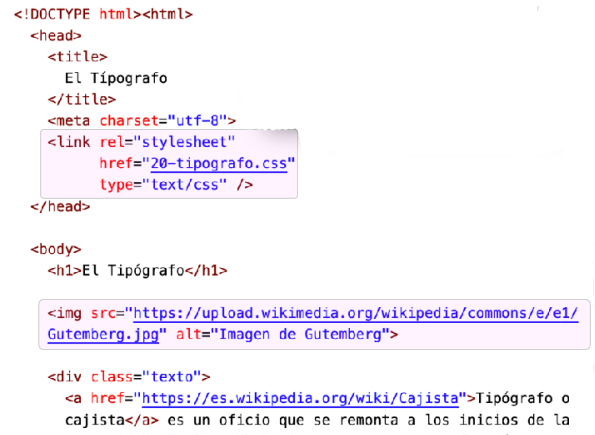 <!DOCTYPE html><html>
<head>
<title>
El Típografo
</title>
<meta charset="utf-8">
<link rel="stylesheet"
href="20-tipografo.css"
type="text/css" />
</head>
<body>
<h1>El Tipógrafo</h1>
<img src="https://upload.wikimedia.org/wikipedia/commons/e/e1/
Gutemberg.jpg" alt="Imagen de Gutemberg">
<div class="texto">
<a href="https://es.wikipedia.org/wiki/Cajista">Tipógrafo o
cajista</a> es un oficio que se remonta a los inicios de la